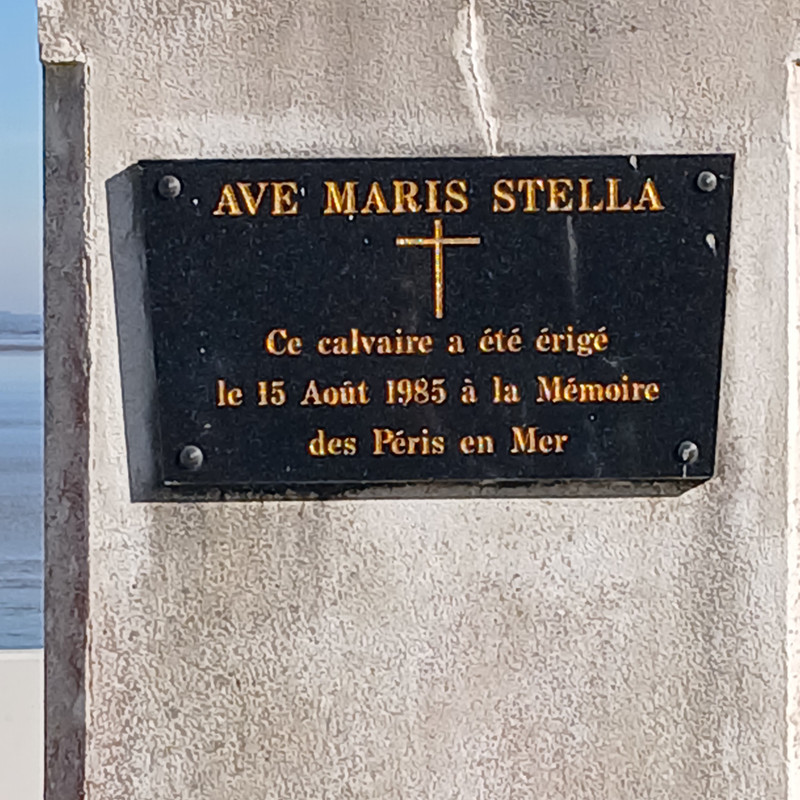 AVE MARIS STELLA
Ce calvaire a été érigé
le 15 Août 1985 à la Mémoire
des Péris en Mer